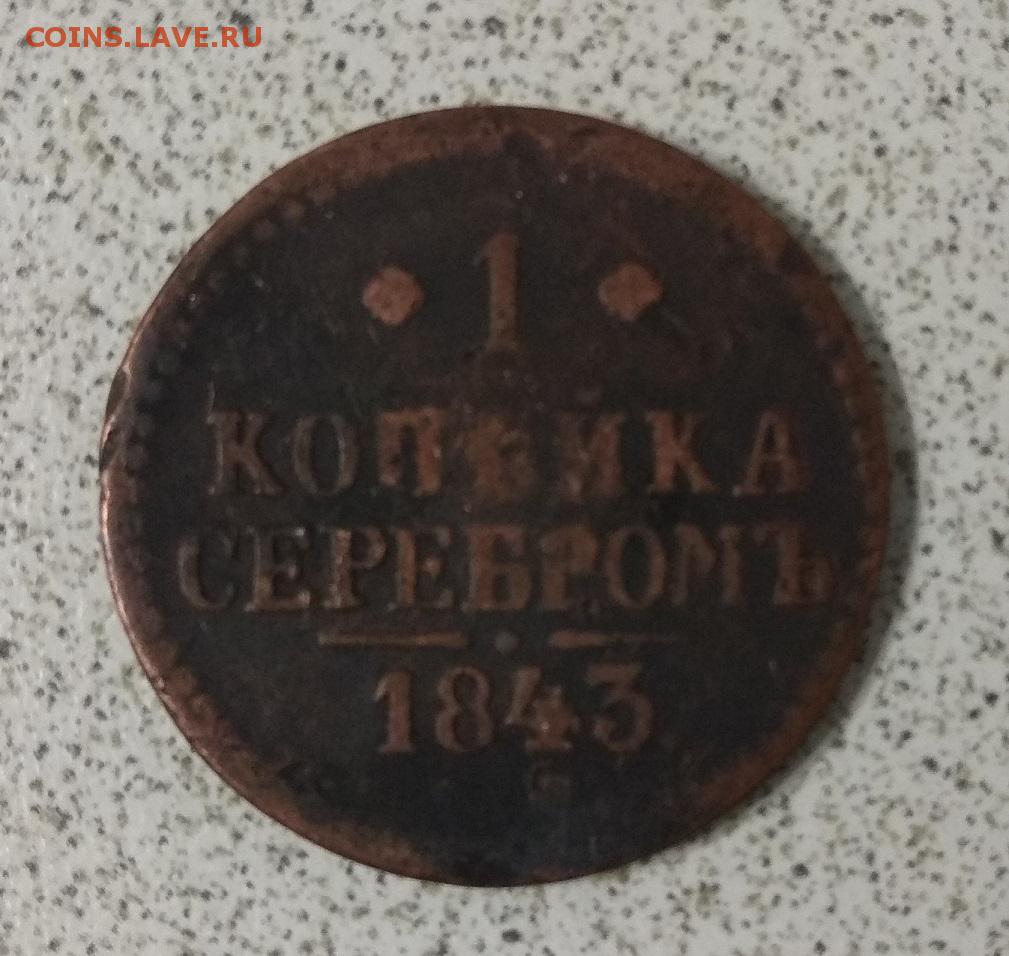 COINS.LAVE.RU
1
КОПѢЙКА
СЕРЕБРОМЪ
1843